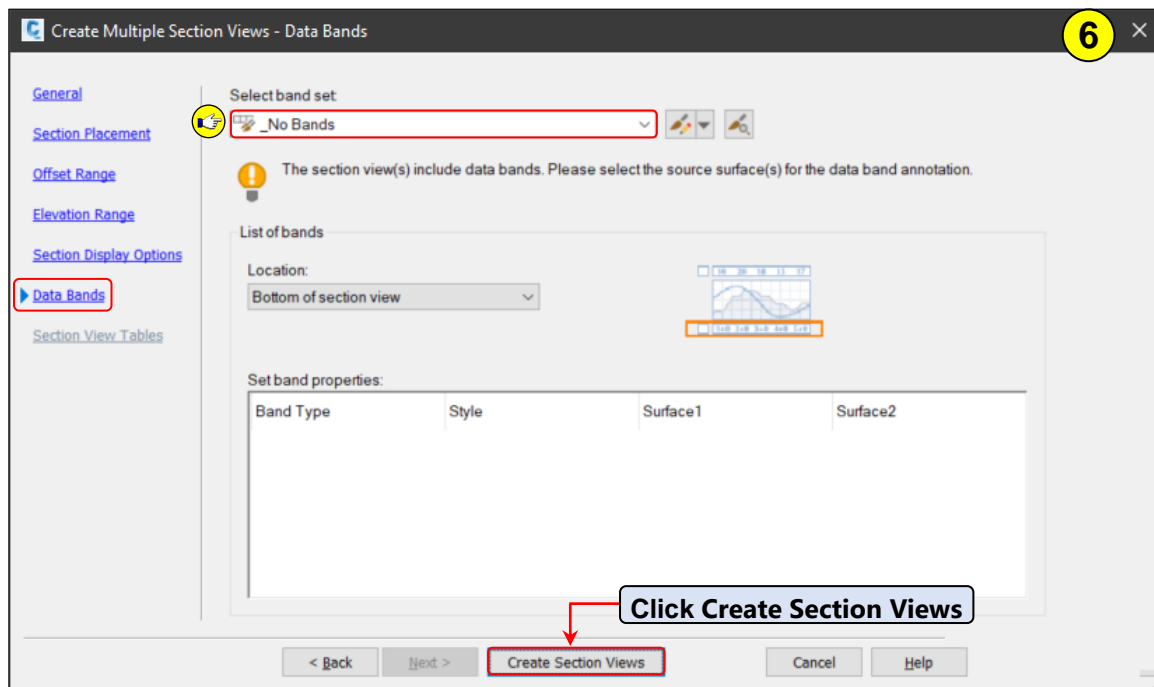 Create Multiple Section Views - Data Bands
6
General
Section Placement
Offset Range
Elevation Range
Section Display Options
Data Bands
Section View Tables
Select band set:
_No Bands
The section view(s) include data bands. Please select the source surface(s) for the data band annotation.
List of bands
Location:
Bottom of section view
Set band properties:
Band Type Style Surface1 Surface2
Click Create Section Views
< Back Next > Create Section Views Cancel Help